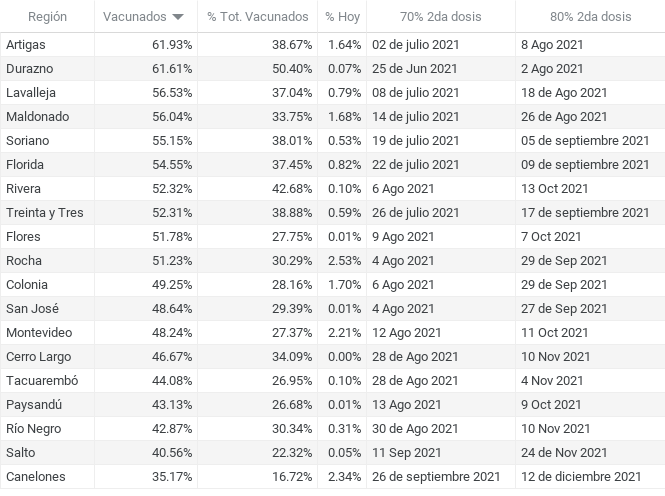 Región Vacunados % Tot. Vacunados % Hoy 70% 2da dosis 80% 2da dosis
Artigas 61.93% 38.67% 1.64% 02 de julio 2021 8 Ago 2021
Durazno 61.61% 50.40% 0.07% 25 de Jun 2021 2 Ago 2021
Lavalleja 56.53% 37.04% 0.79% 08 de julio 2021 18 de Ago 2021
Maldonado 56.04% 33.75% 1.68% 14 de julio 2021 26 de Ago 2021
Soriano 55.15% 38.01% 0.53% 19 de julio 2021 05 de septiembre 2021
Florida 54.55% 37.45% 0.82% 22 de julio 2021 09 de septiembre 2021
Rivera 52.32% 42.68% 0.10% 6 Ago 2021 13 Oct 2021
Treinta y Tres 52.31% 38.88% 0.59% 26 de julio 2021 17 de septiembre 2021
Flores 51.78% 27.75% 0.01% 9 Ago 2021 7 Oct 2021
Rocha 51.23% 30.29% 2.53% 4 Ago 2021 29 de Sep 2021
Colonia 49.25% 28.16% 1.70% 6 Ago 2021 29 de Sep 2021
San José 48.64% 29.39% 0.01% 4 Ago 2021 27 de Sep 2021
Montevideo 48.24% 27.37% 2.21% 12 Ago 2021 11 Oct 2021
Cerro Largo 46.67% 34.09% 0.00% 28 de Ago 2021 10 Nov 2021
Tacuarembó 44.08% 26.95% 0.10% 28 de Ago 2021 4 Nov 2021
Paysandú 43.13% 26.68% 0.01% 13 Ago 2021 9 Oct 2021
Río Negro 42.87% 30.34% 0.31% 30 de Ago 2021 10 Nov 2021
Salto 40.56% 22.32% 0.05% 11 Sep 2021 24 de Nov 2021
Canelones 35.17% 16.72% 2.34% 26 de septiembre 2021 12 de diciembre 2021